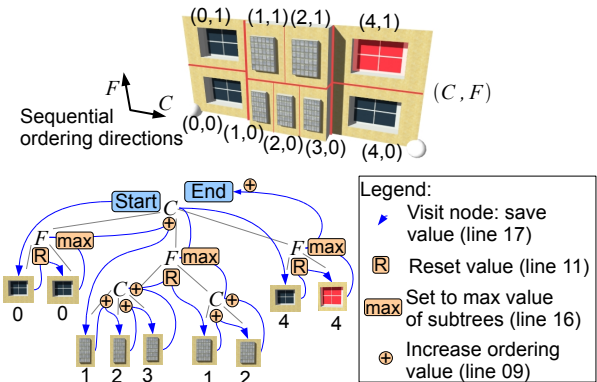 (0,1) (1,1) (2,1) (4,1)
F
C
(C, F)
Sequential
ordering directions
(0,0) (1,0) (2,0) (3,0) (4,0)
Start End
C
F max F max F max
R R R
0 0 C C 4 4
1 2 3 1 2
Legend:
Visit node: save
value (line 17)
R Reset value (line 11)
max Set to max value
of subtrees (line 16)
Increase ordering
value (line 09)